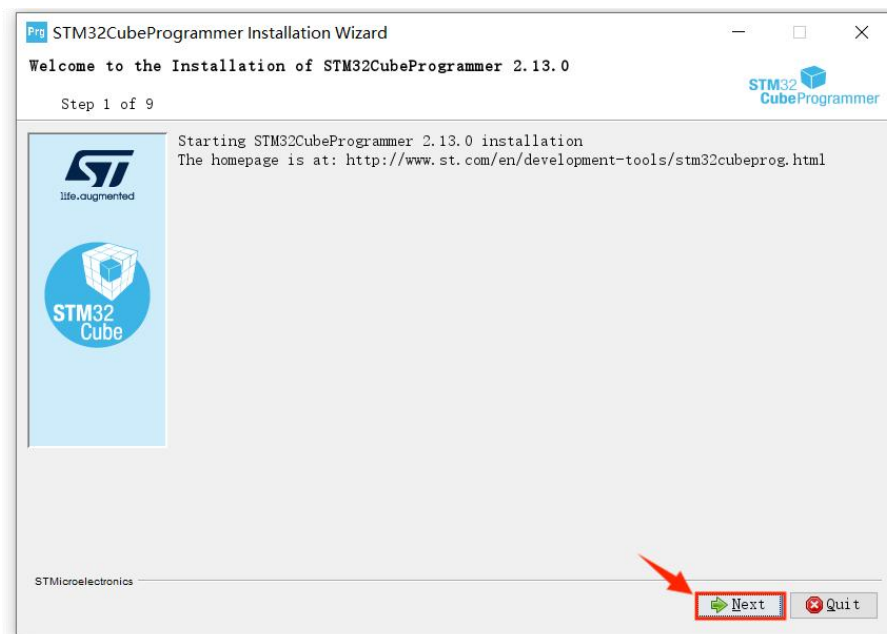 Prg STM32CubeProgrammer Installation Wizard
Welcome to the Installation of STM32CubeProgrammer 2.13.0
STM32
CubeProgrammer
Step 1 of 9
Starting STM32CubeProgrammer 2.13.0 installation
The homepage is at: http://www.st.com/en/development-tools/stm32cubeprog.html
ST
life.augmented
STM32
Cube
STMicroelectronics
Next Quit